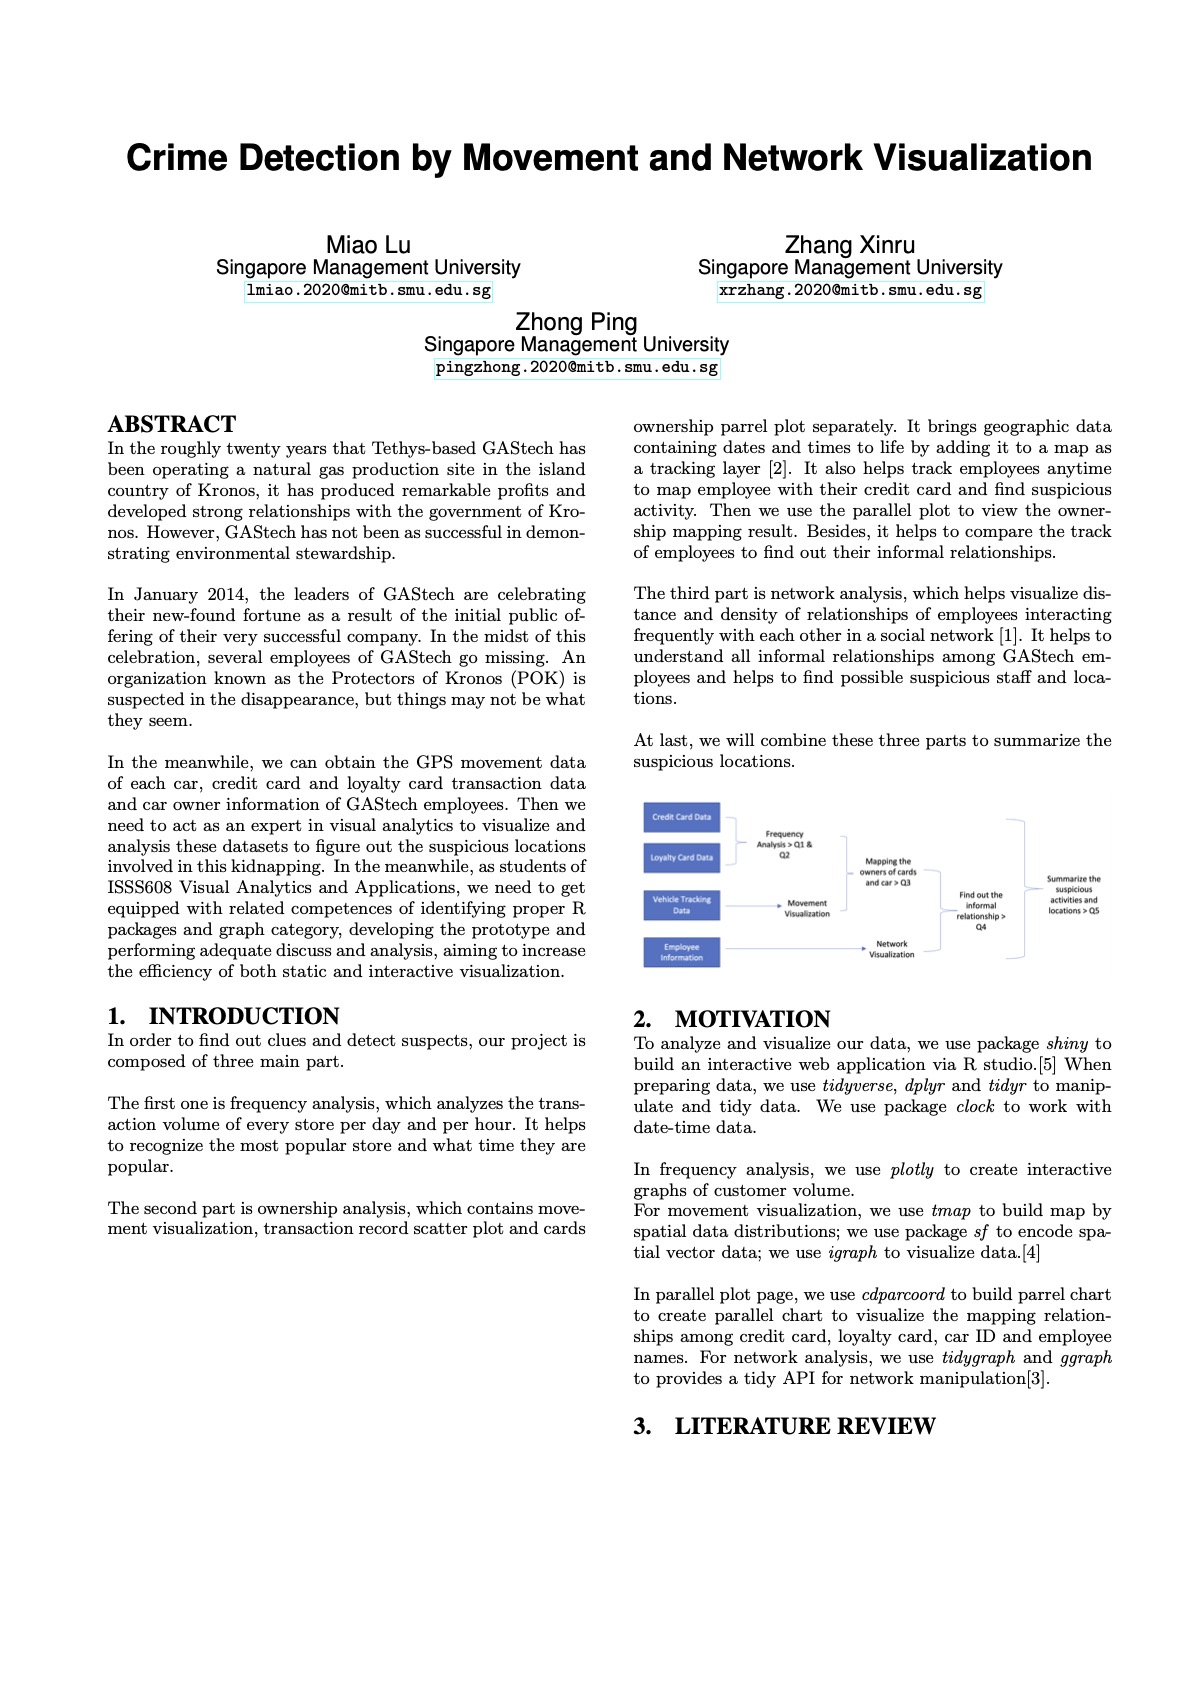 Crime Detection by Movement and Network Visualization
Miao Lu
Singapore Management University
lmiao.2020@mitb.smu.edu.sg
Zhang Xinru
Singapore Management University
xrzhang.2020@mitb.smu.edu.sg
Zhong Ping
Singapore Management University
pingzhong.2020@mitb.smu.edu.sg
ABSTRACT
In the roughly twenty years that Tethys-based GAStech has
been operating a natural gas production site in the island
country of Kronos, it has produced remarkable profits and
developed strong relationships with the government of Kro-
nos. However, GAStech has not been as successful in demon-
strating environmental stewardship.
In January 2014, the leaders of GAStech are celebrating
their new-found fortune as a result of the initial public of-
fering of their very successful company. In the midst of this
celebration, several employees of GAStech go missing. An
organization known as the Protectors of Kronos (POK) is
suspected in the disappearance, but things may not be what
they seem.
In the meanwhile, we can obtain the GPS movement data
of each car, credit card and loyalty card transaction data
and car owner information of GAStech employees. Then we
need to act as an expert in visual analytics to visualize and
analysis these datasets to figure out the suspicious locations
involved in this kidnapping. In the meanwhile, as students of
ISSS608 Visual Analytics and Applications, we need to get
equipped with related competences of identifying proper R
packages and graph category, developing the prototype and
performing adequate discuss and analysis, aiming to increase
the efficiency of both static and interactive visualization.
1. INTRODUCTION
In order to find out clues and detect suspects, our project is
composed of three main part.
The first one is frequency analysis, which analyzes the trans-
action volume of every store per day and per hour. It helps
to recognize the most popular store and what time they are
popular.
The second part is ownership analysis, which contains move-
ment visualization, transaction record scatter plot and cards
ownership parrel plot separately. It brings geographic data
containing dates and times to life by adding it to a map as
a tracking layer [2]. It also helps track employees anytime
to map employee with their credit card and find suspicious
activity. Then we use the parallel plot to view the owner-
ship mapping result. Besides, it helps to compare the track
of employees to find out their informal relationships.
The third part is network analysis, which helps visualize dis-
tance and density of relationships of employees interacting
frequently with each other in a social network [1]. It helps to
understand all informal relationships among GAStech em-
ployees and helps to find possible suspicious staff and loca-
tions.
At last, we will combine these three parts to summarize the
suspicious locations.
Credit Card Data
Loyalty Card Data
Vehicle Tracking
Data
Employee
Information
Frequency
Analysis > Q1 &
Q2
Movement
Visualization
Mapping the
owners of cards
and car > Q3
Network
Visualization
Find out the
informal
relationship >
Q4
Summarize the
suspicious
activities and
locations > Q5
2. MOTIVATION
To analyze and visualize our data, we use package shiny to
build an interactive web application via R studio.[5] When
preparing data, we use tidyverse, dplyr and tidyr to manip-
ulate and tidy data. We use package clock to work with
date-time data.
In frequency analysis, we use plotly to create interactive
graphs of customer volume.
For movement visualization, we use tmap to build map by
spatial data distributions; we use package sf to encode spa-
tial vector data; we use igraph to visualize data.[4]
In parallel plot page, we use cdparcoord to build parrel chart
to create parallel chart to visualize the mapping relation-
ships among credit card, loyalty card, car ID and employee
names. For network analysis, we use tidygraph and ggraph
to provides a tidy API for network manipulation[3].
3. LITERATURE REVIEW